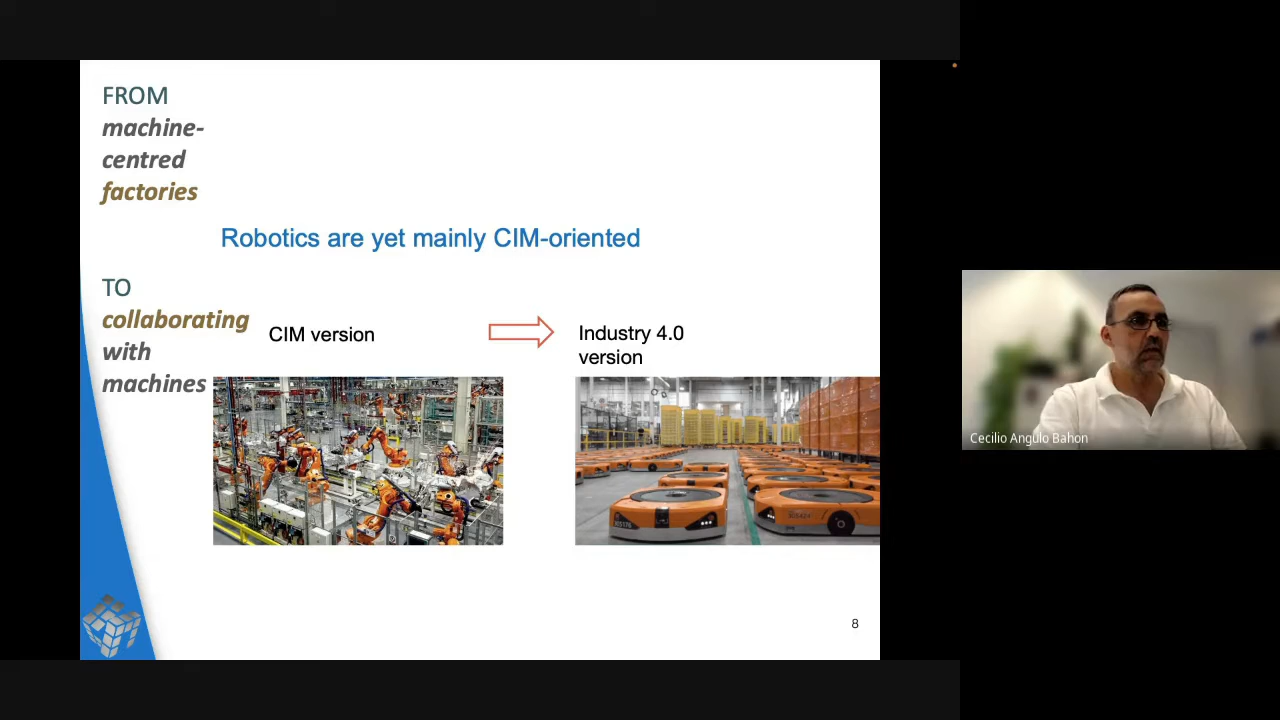 FROM
machine-
centred
factories
Robotics are yet mainly CIM-oriented
TO
collaborating
with
machines
CIM version
Industry 4.0
version
8
Cecilio Angulo Bahon